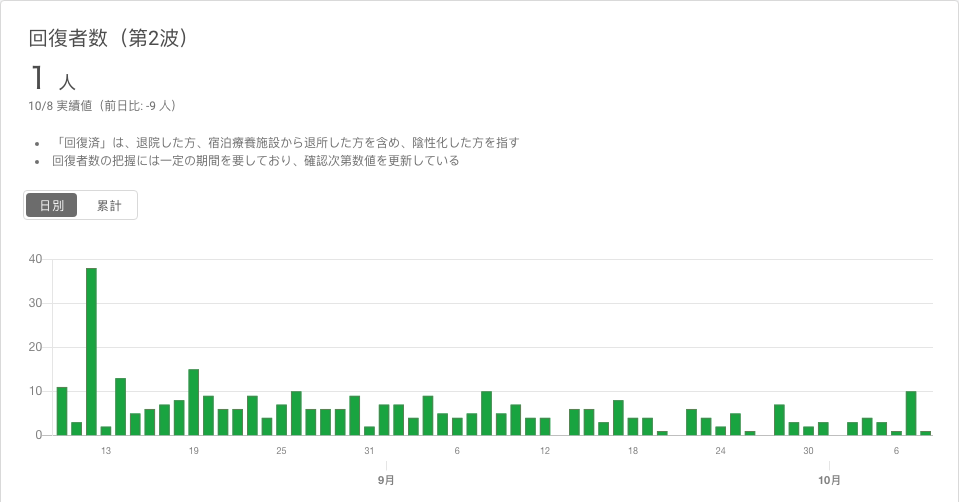 回復者数（第2波）
1 人
10/8 実績値（前日比: -9 人）
• 「回復済」は、退院した方、宿泊療養施設から退所した方を含め、陰性化した方を指す
• 回復者数の把握には一定の期間を要しており、確認次第数値を更新している
日別 累計
40
30
20
10
0
13 19 25 31 6 12 18 24 30 6
9月 10月